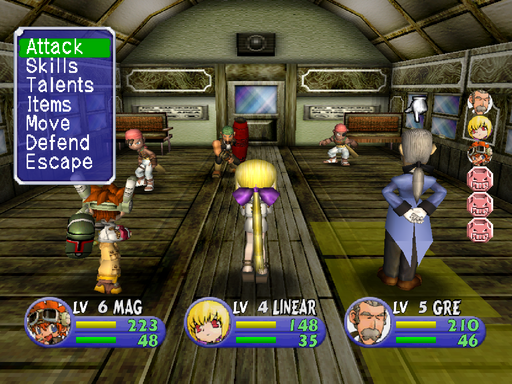 Attack
Skills
Talents
Items
Move
Defend
Escape
LV 6 MAG
223
48
LV 4 LINEAR
148
35
LV 5 GRE
210
46